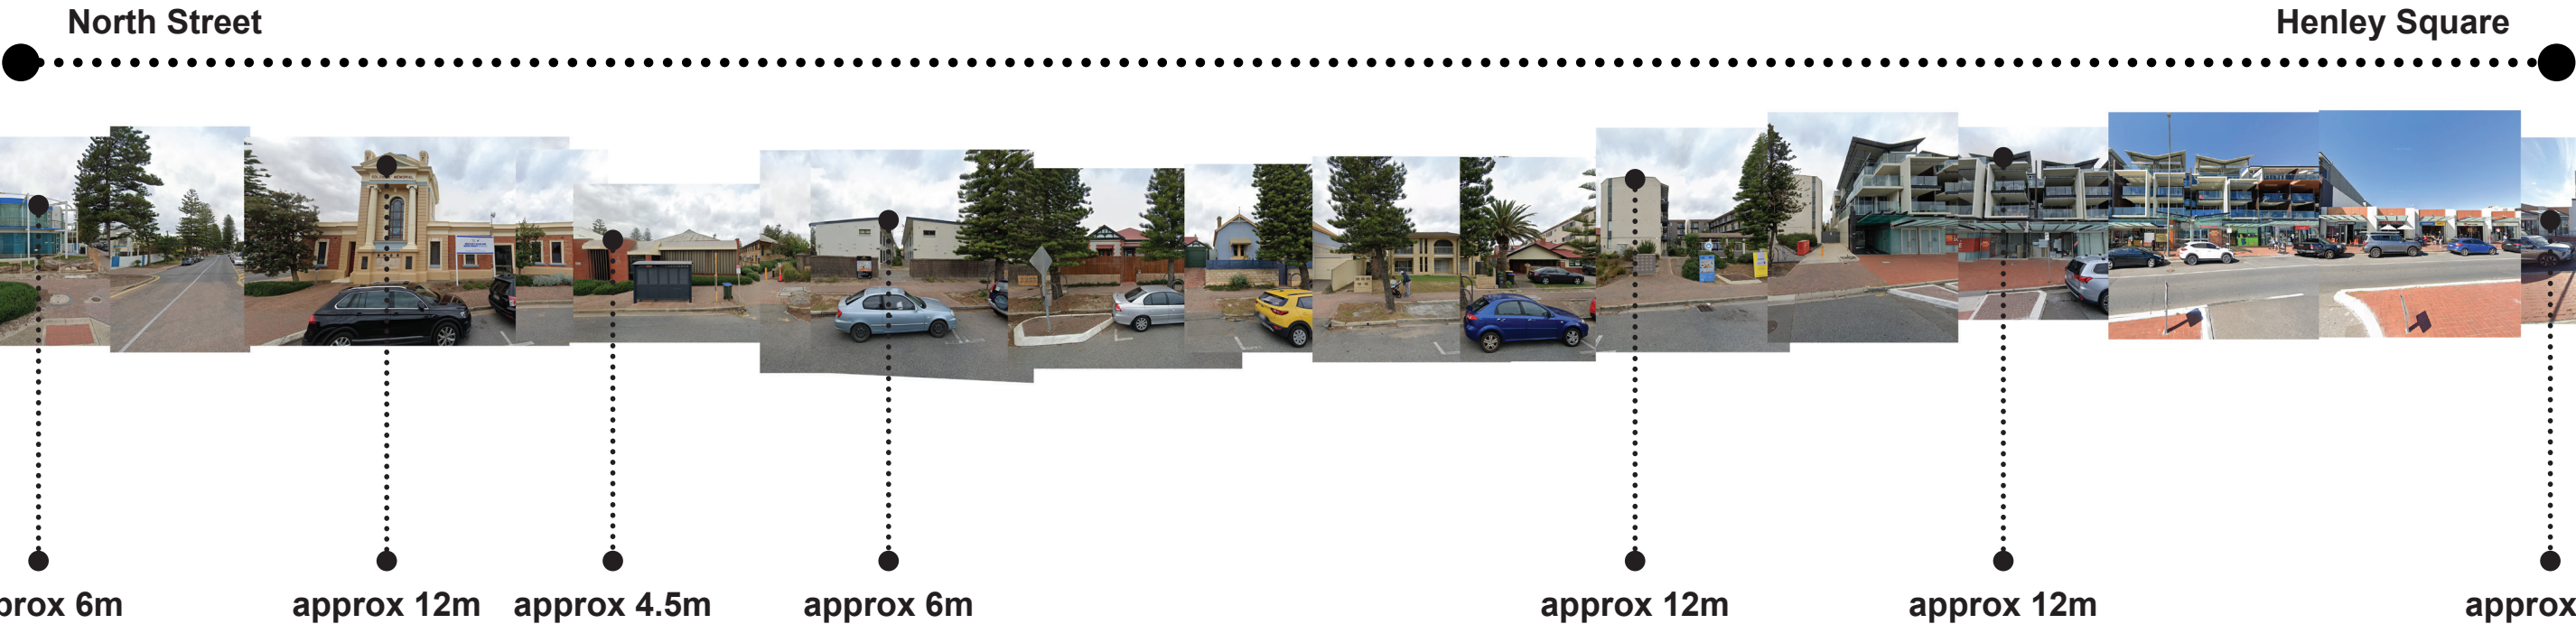 North Street
Henley Square
prox 6m
approx 12m
approx 4.5m
approx 6m
approx 12m
approx 12m
approx